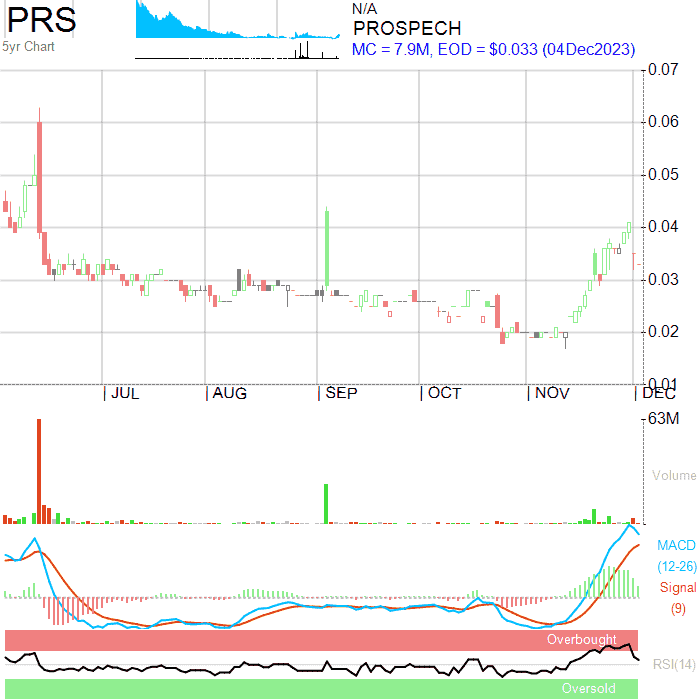 PRS
5yr Chart
N/A
PROSPECH
MC = 7.9M, EOD = $0.033 (04Dec2023)
0.07
0.06
0.05
0.04
0.03
0.02
0.01
JUL AUG SEP OCT NOV DEC
63M
Volume
MACD
(12-26)
Signal
(9)
Overbought
RSI(14)
Oversold